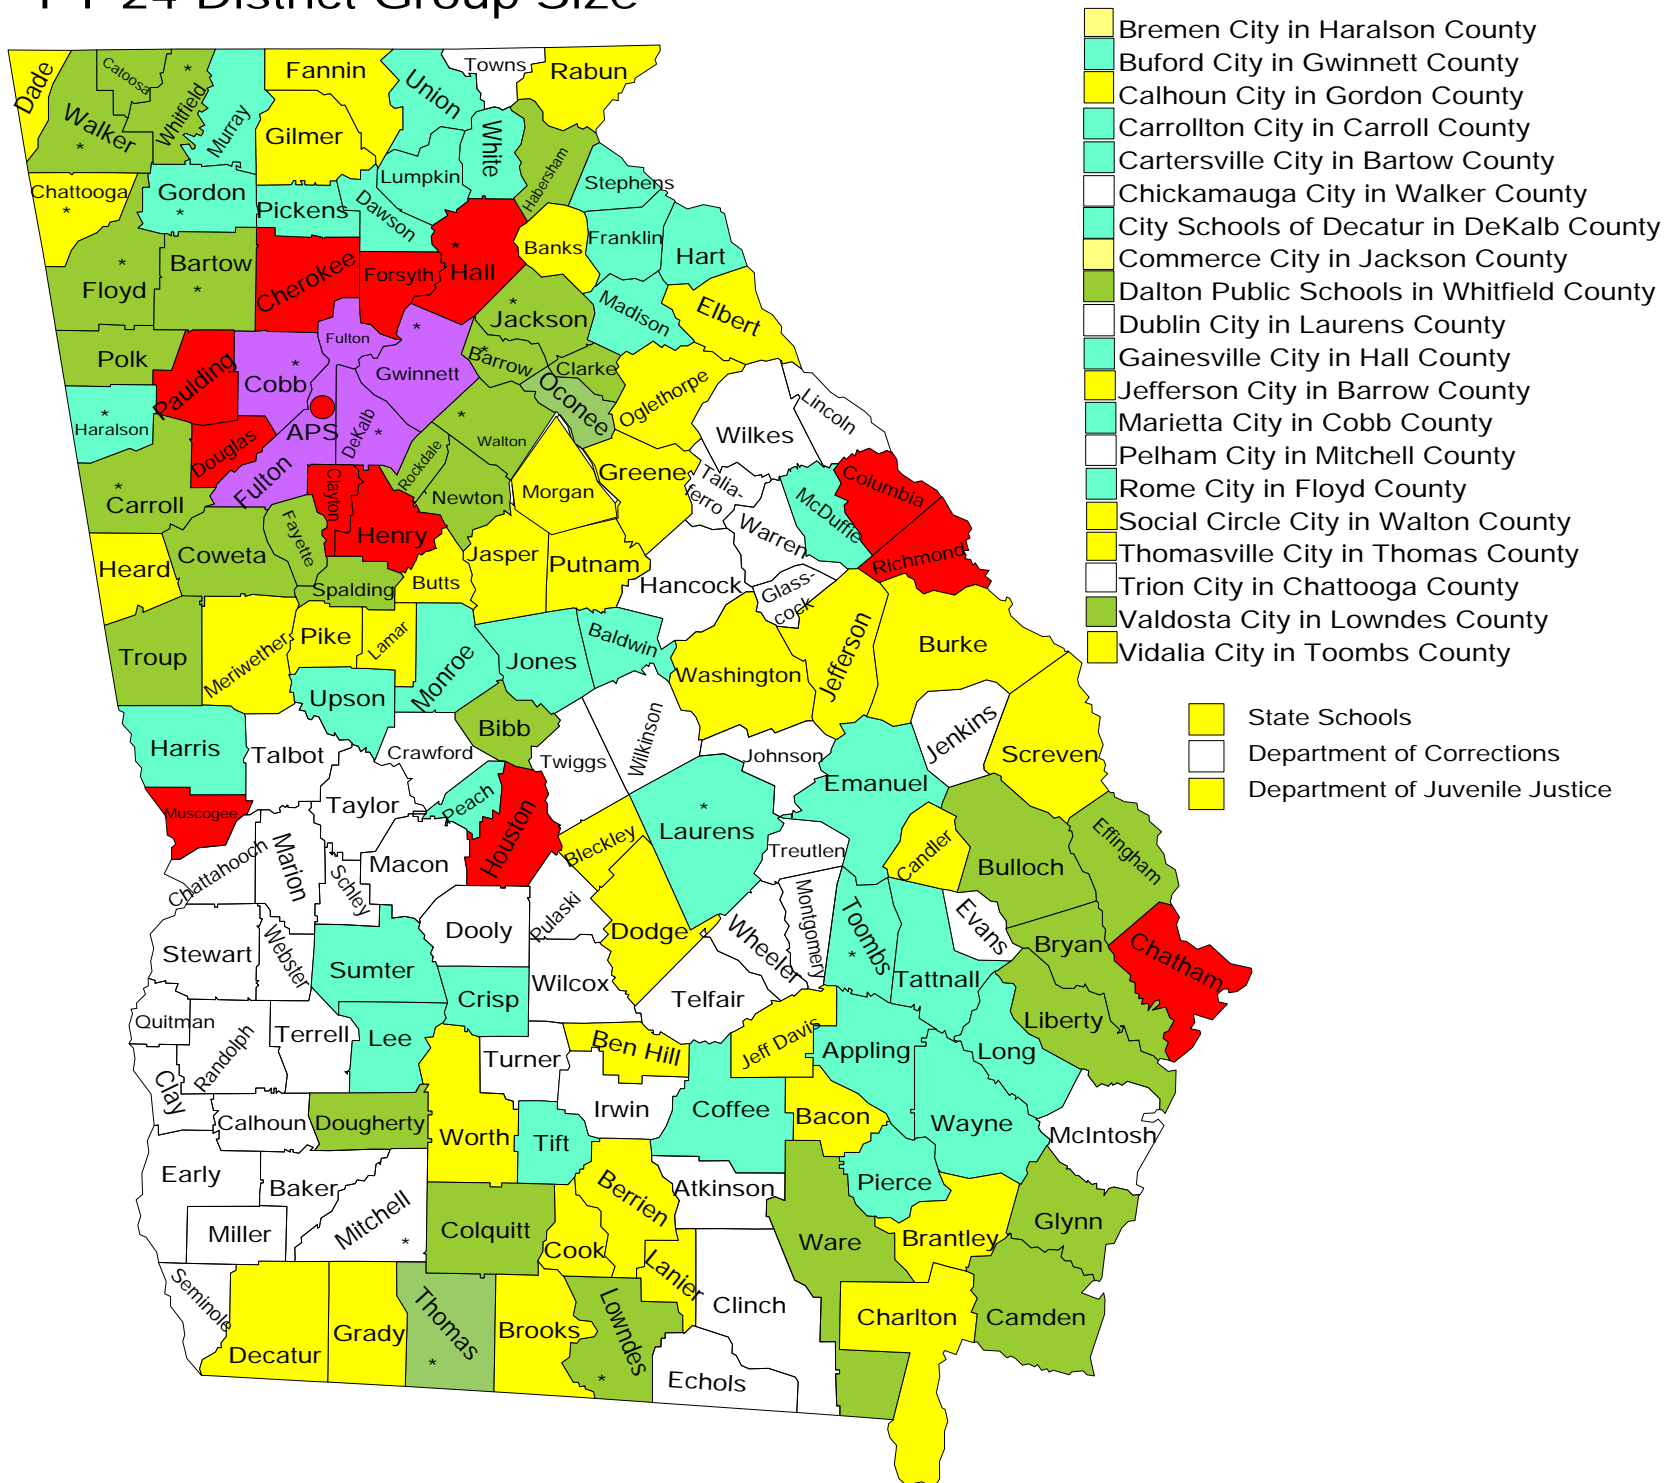 FY 24 District Group Size
Bremen City in Haralson County
Buford City in Gwinnett County
Calhoun City in Gordon County
Carrollton City in Carroll County
Cartersville City in Bartow County
Chickamauga City in Walker County
City Schools of Decatur in DeKalb County
Commerce City in Jackson County
Dalton Public Schools in Whitfield County
Dublin City in Laurens County
Gainesville City in Hall County
Jefferson City in Barrow County
Marietta City in Cobb County
Pelham City in Mitchell County
Rome City in Floyd County
Social Circle City in Walton County
Thomasville City in Thomas County
Trion City in Chattooga County
Valdosta City in Lowndes County
Vidalia City in Toombs County
State Schools
Department of Corrections
Department of Juvenile Justice
Dade
Catoosa
*
Walker
*
Whitfield
Murray
Fannin
Gilmer
Union
Towns
Rabun
White
Habersham
Lumpkin
Stephens
Chattooga
*
Gordon
*
Pickens
Dawson
Banks
Franklin
Hart
*
Floyd
Bartow
*
Cherokee
Forsyth
*
Hall
*
Jackson
Madison
Elbert
Polk
Paulding
*
Cobb
Fulton
*
Gwinnett
*
Barrow
Clarke
Oconee
Oglethorpe
Wilkes
Lincoln
*
Haralson
Douglas
APS
DeKalb
*
Fulton
Rockdale
*
Walton
Greene
Talia-
ferro
McDuffie
Columbia
*
Carroll
Clayton
Henry
Newton
Morgan
Warren
Richmond
Heard
Coweta
Fayette
Spalding
Butts
Jasper
Putnam
Hancock
Glass-
cock
Troup
Meriwether
Pike
Lamar
Monroe
Jones
Baldwin
Washington
Jefferson
Burke
Harris
Talbot
Upson
Crawford
Bibb
Twiggs
Wilkinson
Johnson
Jenkins
Screven
Emanuel
Muscogee
Taylor
Peach
Houston
Bleckley
*
Laurens
Treutlen
Candler
Bulloch
Effingham
Chattahooch
Marion
Schley
Macon
Dooly
Pulaski
Dodge
Wheeler
Montgomery
Toombs
*
Tattnall
Evans
Bryan
Chatham
Stewart
Webster
Sumter
Crisp
Wilcox
Telfair
Liberty
Quitman
Randolph
Terrell
Lee
Turner
Ben Hill
Jeff Davis
Appling
Long
Clay
Calhoun
Dougherty
Worth
Tift
Irwin
Coffee
Bacon
Wayne
McIntosh
Early
Baker
Mitchell
*
Miller
Colquitt
Cook
Berrien
Atkinson
Lanier
Ware
Pierce
Brantley
Glynn
Seminole
Decatur
Grady
Thomas
*
Brooks
Lowndes
*
Clinch
Echols
Charlton
Camden